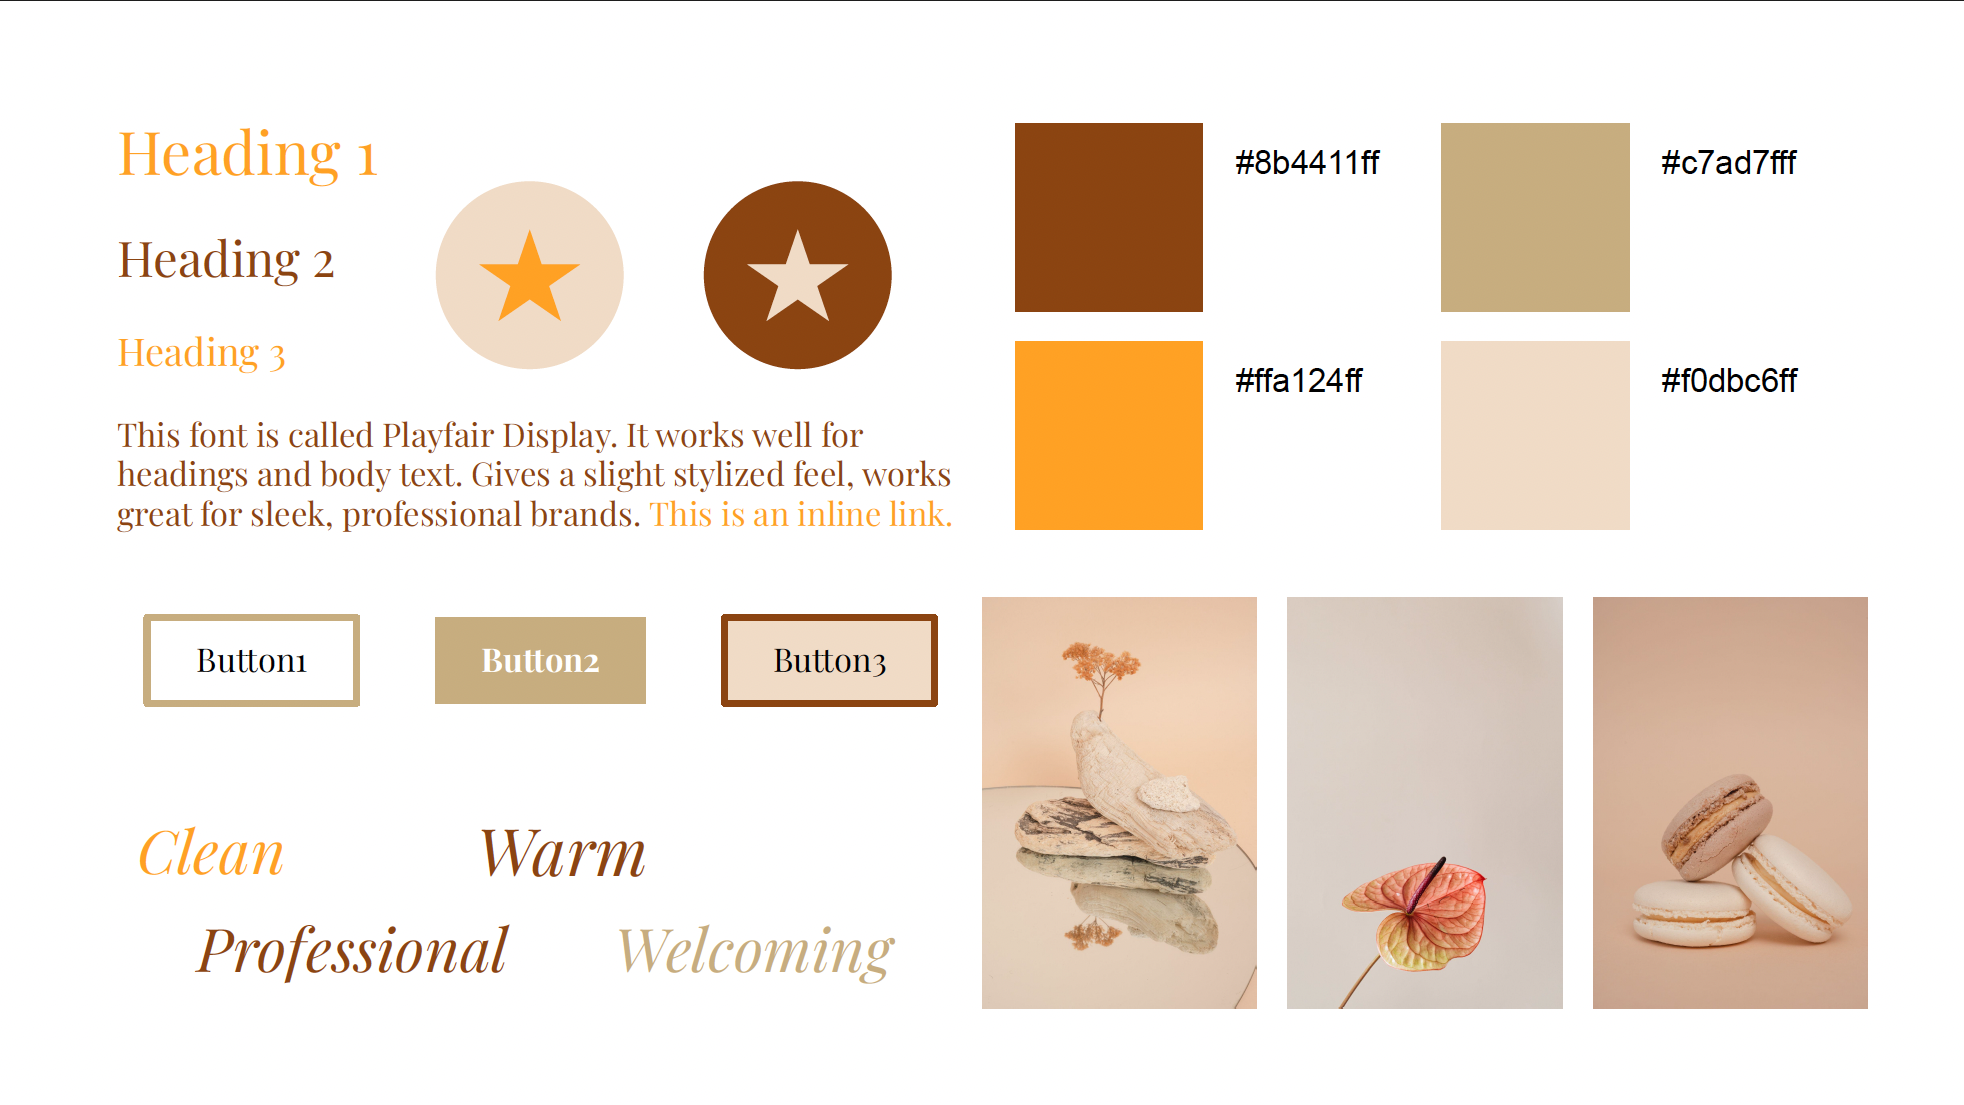 Heading 1
Heading 2
Heading 3
This font is called Playfair Display. It works well for
headings and body text. Gives a slight stylized feel, works
great for sleek, professional brands. This is an inline link.
Button1
Button2
Button3
Clean
Warm
Professional
Welcoming
#8b4411ff
#c7ad7fff
#ffa124ff
#f0dbc6ff